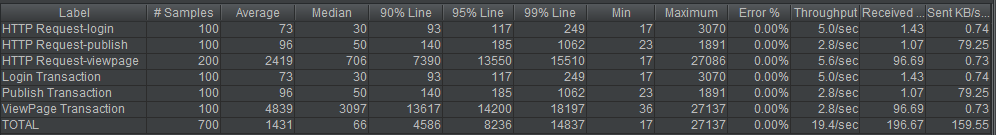 Label # Samples Average Median 90% Line 95% Line 99% Line Min Maximum Error % Throughput Received ... Sent KB/s...
HTTP Request-login 100 73 30 93 117 249 17 3070 0.00% 5.0/sec 1.43 0.74
HTTP Request-publish 100 96 50 140 185 1062 23 1891 0.00% 2.8/sec 1.07 79.25
HTTP Request-viewpage 200 2419 706 7390 13550 15510 17 27086 0.00% 5.6/sec 96.69 0.73
Login Transaction 100 73 30 93 117 249 17 3070 0.00% 5.0/sec 1.43 0.74
Publish Transaction 100 96 50 140 185 1062 23 1891 0.00% 2.8/sec 1.07 79.25
ViewPage Transaction 100 4839 3097 13617 14200 18197 36 27137 0.00% 2.8/sec 96.69 0.73
TOTAL 700 1431 66 4586 8236 14837 17 27137 0.00% 19.4/sec 196.67 159.55